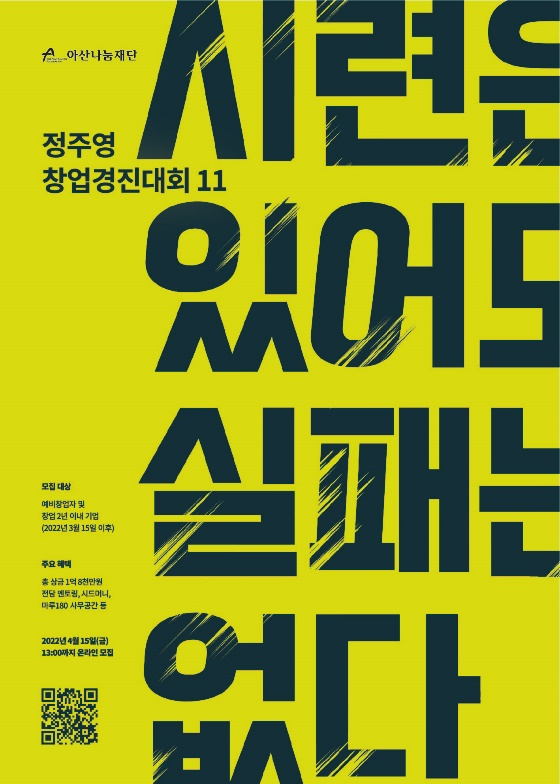 아산나눔재단
정주영
창업경진대회 11
시련은
있어도
실패는
없다
모집 대상
예비창업자 및
창업 2년 이내 기업
(2022년 3월 15일 이후)
주요 혜택
총 상금 1억 8천만원
전담 멘토링, 시드머니,
마루180 사무공간 등
2022년 4월 15일(금)
13:00까지 온라인 모집